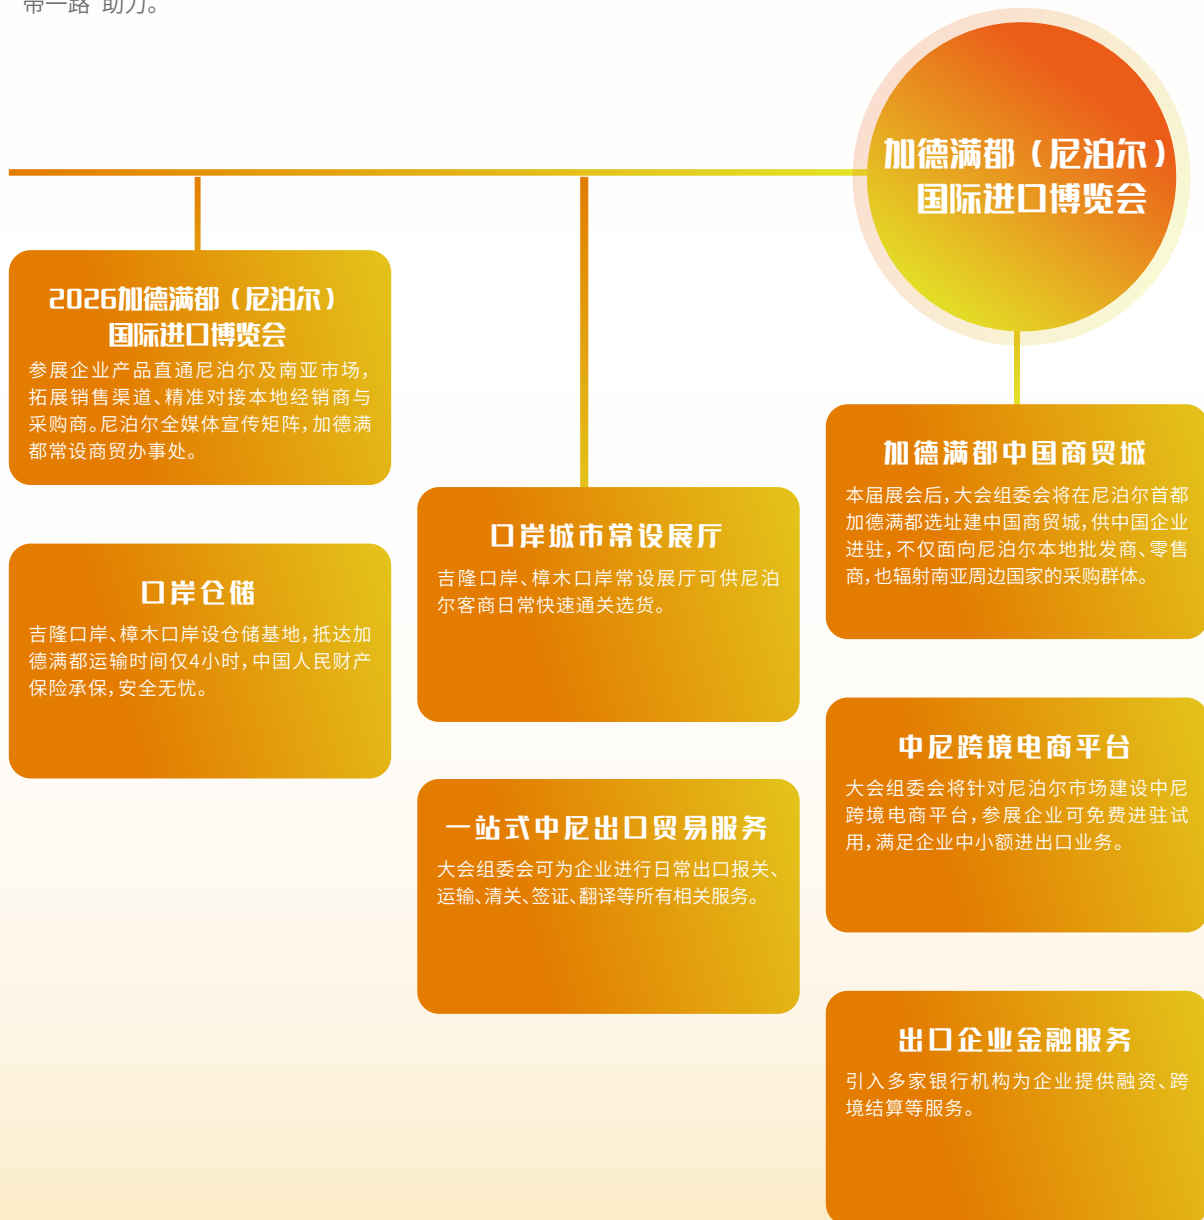 带一路”助力。
加德满都（尼泊尔）
国际进口博览会
2026加德满都（尼泊尔）
国际进口博览会
参展企业产品直通尼泊尔及南亚市场，
拓展销售渠道、精准对接本地经销商与
采购商。尼泊尔全媒体宣传矩阵，加德满
都常设商贸办事处。
口岸仓储
吉隆口岸、樟木口岸设仓储基地，抵达加
德满都运输时间仅4小时，中国人民财产
保险承保，安全无忧。
口岸城市常设展厅
吉隆口岸、樟木口岸常设展厅可供尼泊
尔客商日常快速通关选货。
一站式中尼出口贸易服务
大会组委会可为企业进行日常出口报关、
运输、清关、签证、翻译等所有相关服务。
加德满都中国商贸城
本届展会后，大会组委会将在尼泊尔首都
加德满都选址建中国商贸城，供中国企业
进驻，不仅面向尼泊尔本地批发商、零售
商，也辐射南亚周边国家的采购群体。
中尼跨境电商平台
大会组委会将针对尼泊尔市场建设中尼
跨境电商平台，参展企业可免费进驻试
用，满足企业中小额进出口业务。
出口企业金融服务
引入多家银行机构为企业提供融资、跨
境结算等服务。